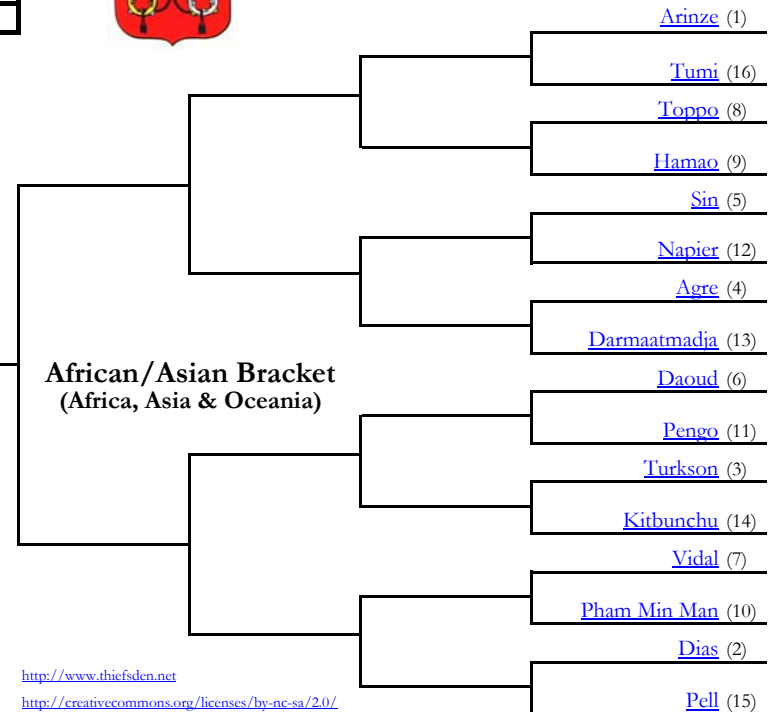 Arinze (1)
Tumi (16)
Toppo (8)
Hamao (9)
Sin (5)
Napier (12)
Agre (4)
Darmaatmadja (13)
African/Asian Bracket
(Africa, Asia & Oceania)
Daoud (6)
Pengo (11)
Turkson (3)
Kitbunchu (14)
Vidal (7)
Pham Min Man (10)
Dias (2)
Pell (15)
http://www.thiefsden.net
http://creativecommons.org/licenses/by-nc-sa/2.0/